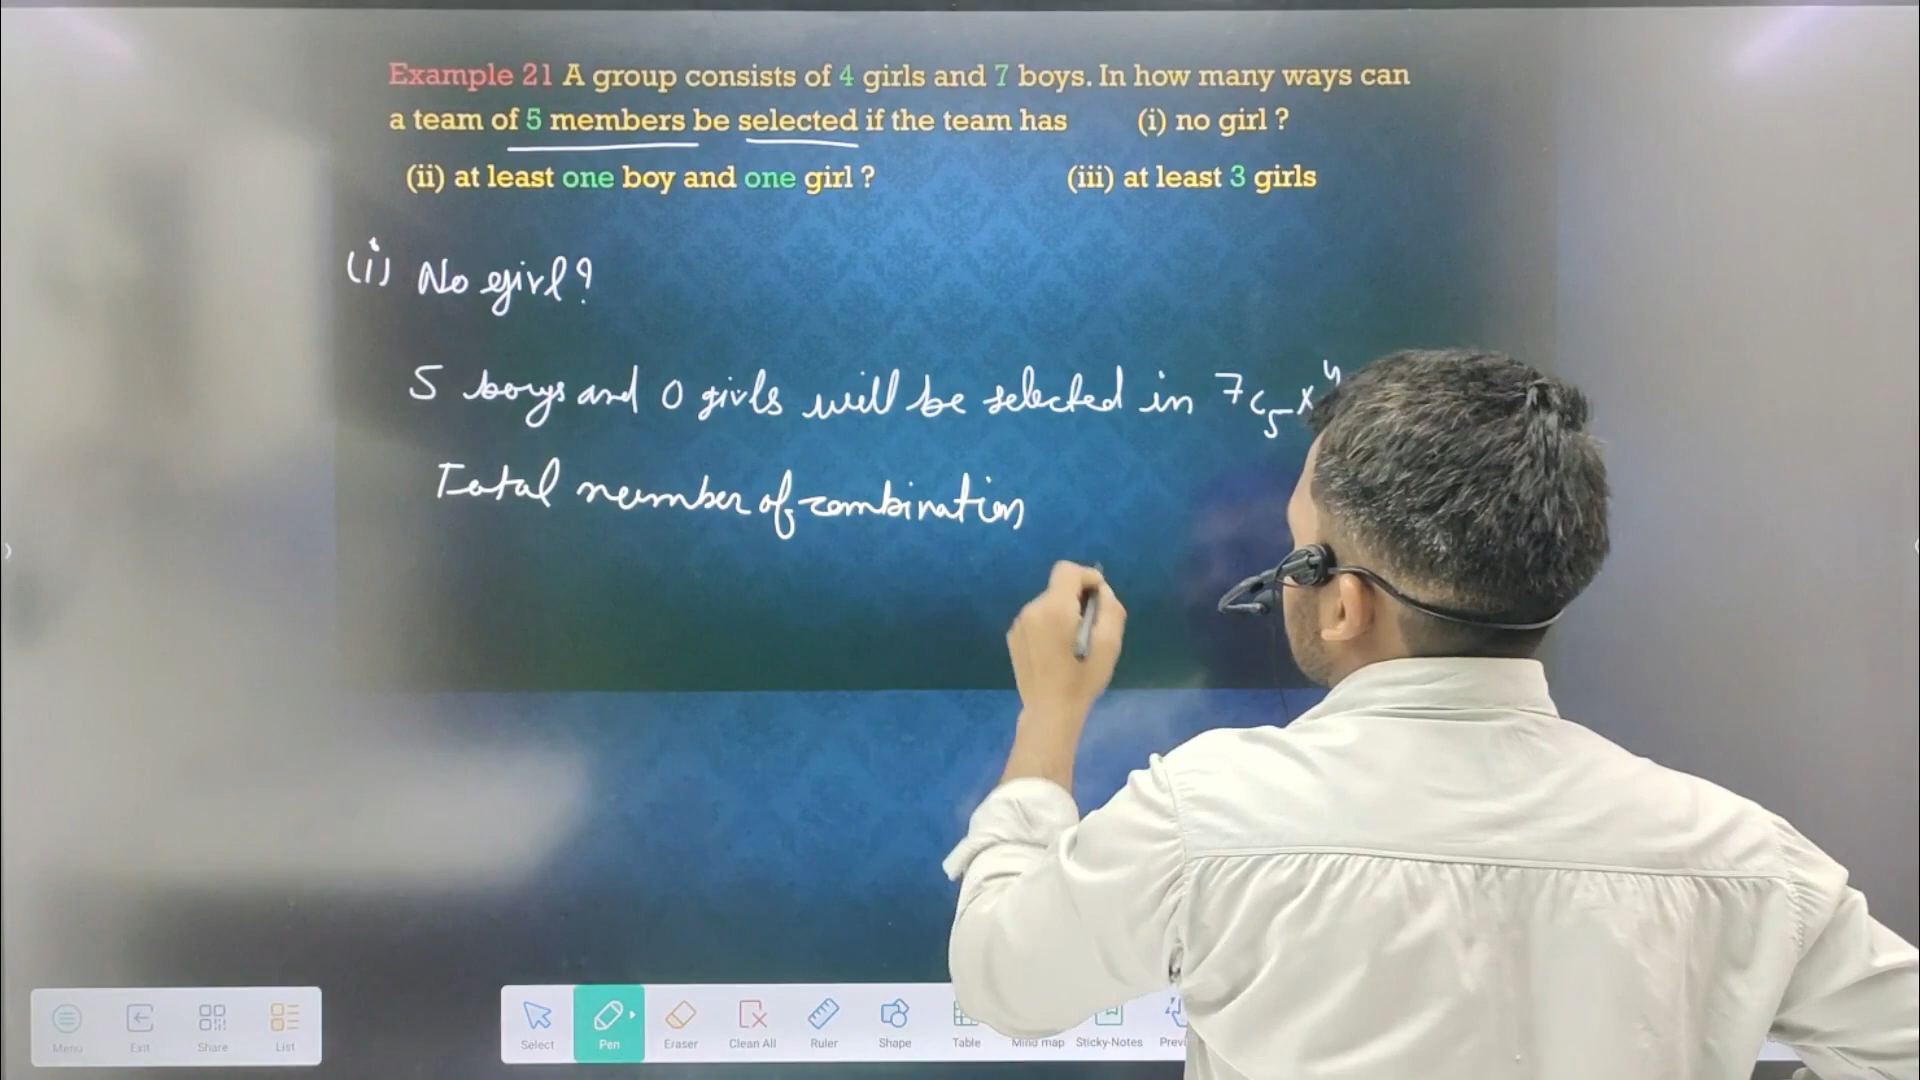 Example 21 A group consists of 4 girls and 7 boys. In how many ways can
a team of 5 members be selected if the team has (i) no girl ?
(ii) at least one boy and one girl ? (iii) at least 3 girls
(i) No girl?
5 boys and 0 girls will be selected in 7C5 × 4
Total number of combination
Menu Exit Share List
Select Pen Eraser Clean All Ruler Shape Table Mind map Sticky-Notes